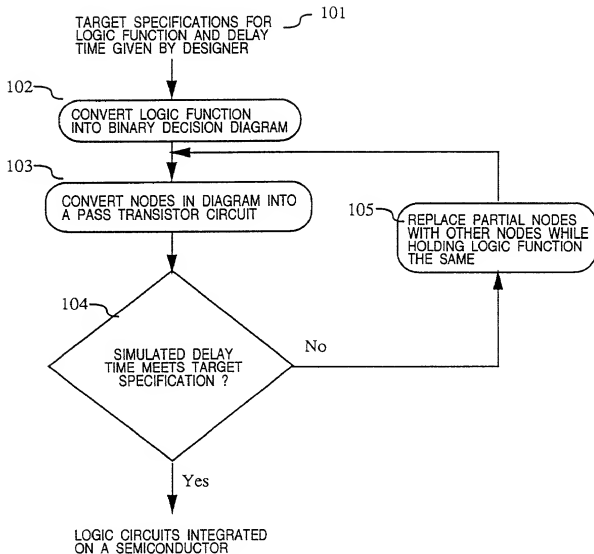 TARGET SPECIFICATIONS FOR
LOGIC FUNCTION AND DELAY
TIME GIVEN BY DESIGNER
101
102
CONVERT LOGIC FUNCTION
INTO BINARY DECISION DIAGRAM
103
CONVERT NODES IN DIAGRAM INTO
A PASS TRANSISTOR CIRCUIT
105
REPLACE PARTIAL NODES
WITH OTHER NODES WHILE
HOLDING LOGIC FUNCTION
THE SAME
104
SIMULATED DELAY
TIME MEETS TARGET
SPECIFICATION ?
No
Yes
LOGIC CIRCUITS INTEGRATED
ON A SEMICONDUCTOR